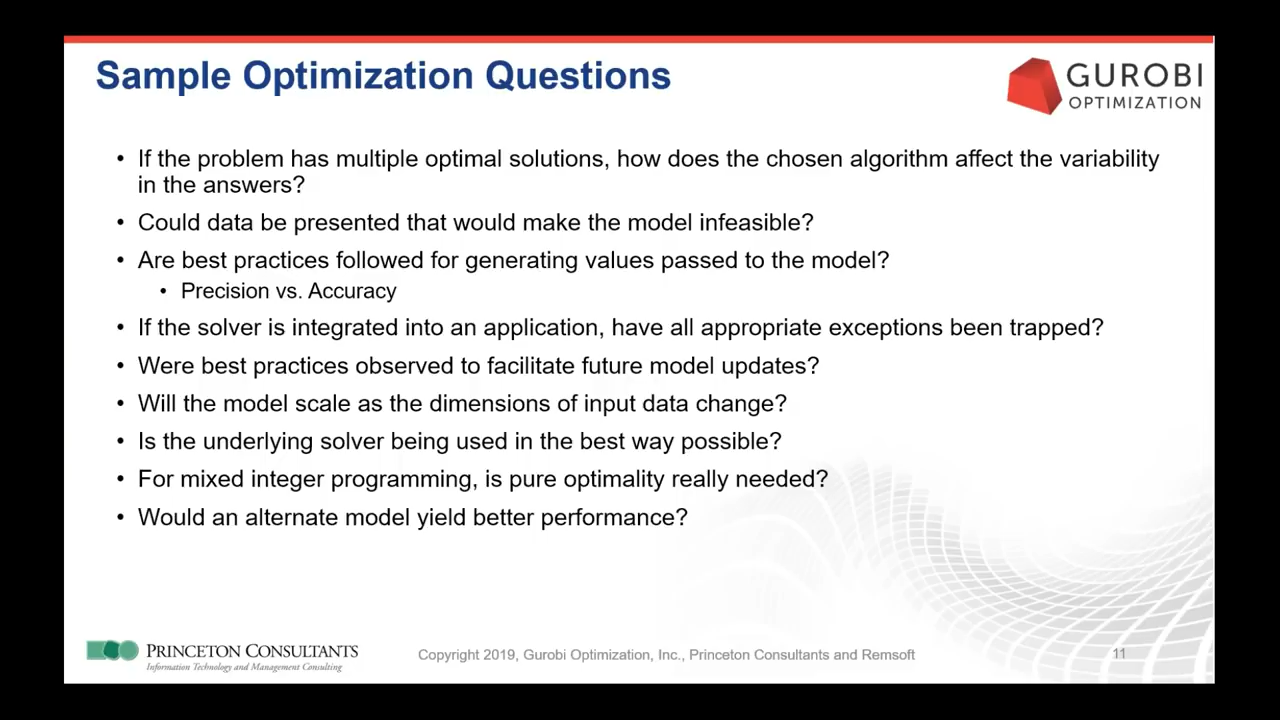 Sample Optimization Questions
GUROBI
OPTIMIZATION
• If the problem has multiple optimal solutions, how does the chosen algorithm affect the variability
in the answers?
• Could data be presented that would make the model infeasible?
• Are best practices followed for generating values passed to the model?
• Precision vs. Accuracy
• If the solver is integrated into an application, have all appropriate exceptions been trapped?
• Were best practices observed to facilitate future model updates?
• Will the model scale as the dimensions of input data change?
• Is the underlying solver being used in the best way possible?
• For mixed integer programming, is pure optimality really needed?
• Would an alternate model yield better performance?
PRINCETON CONSULTANTS
Information Technology and Management Consulting
Copyright 2019, Gurobi Optimization, Inc., Princeton Consultants and Remsoft
11